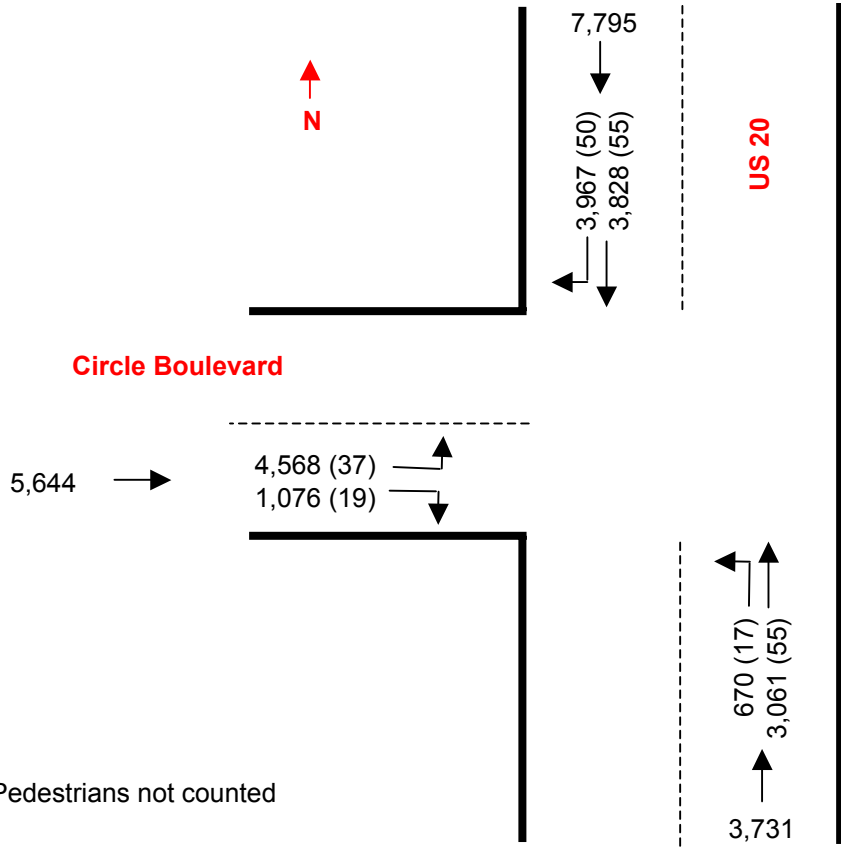 7,795
N
3,967 (50)
3,828 (55)
US 20
Circle Boulevard
5,644
4,568 (37)
1,076 (19)
670 (17)
3,061 (55)
Pedestrians not counted
3,731